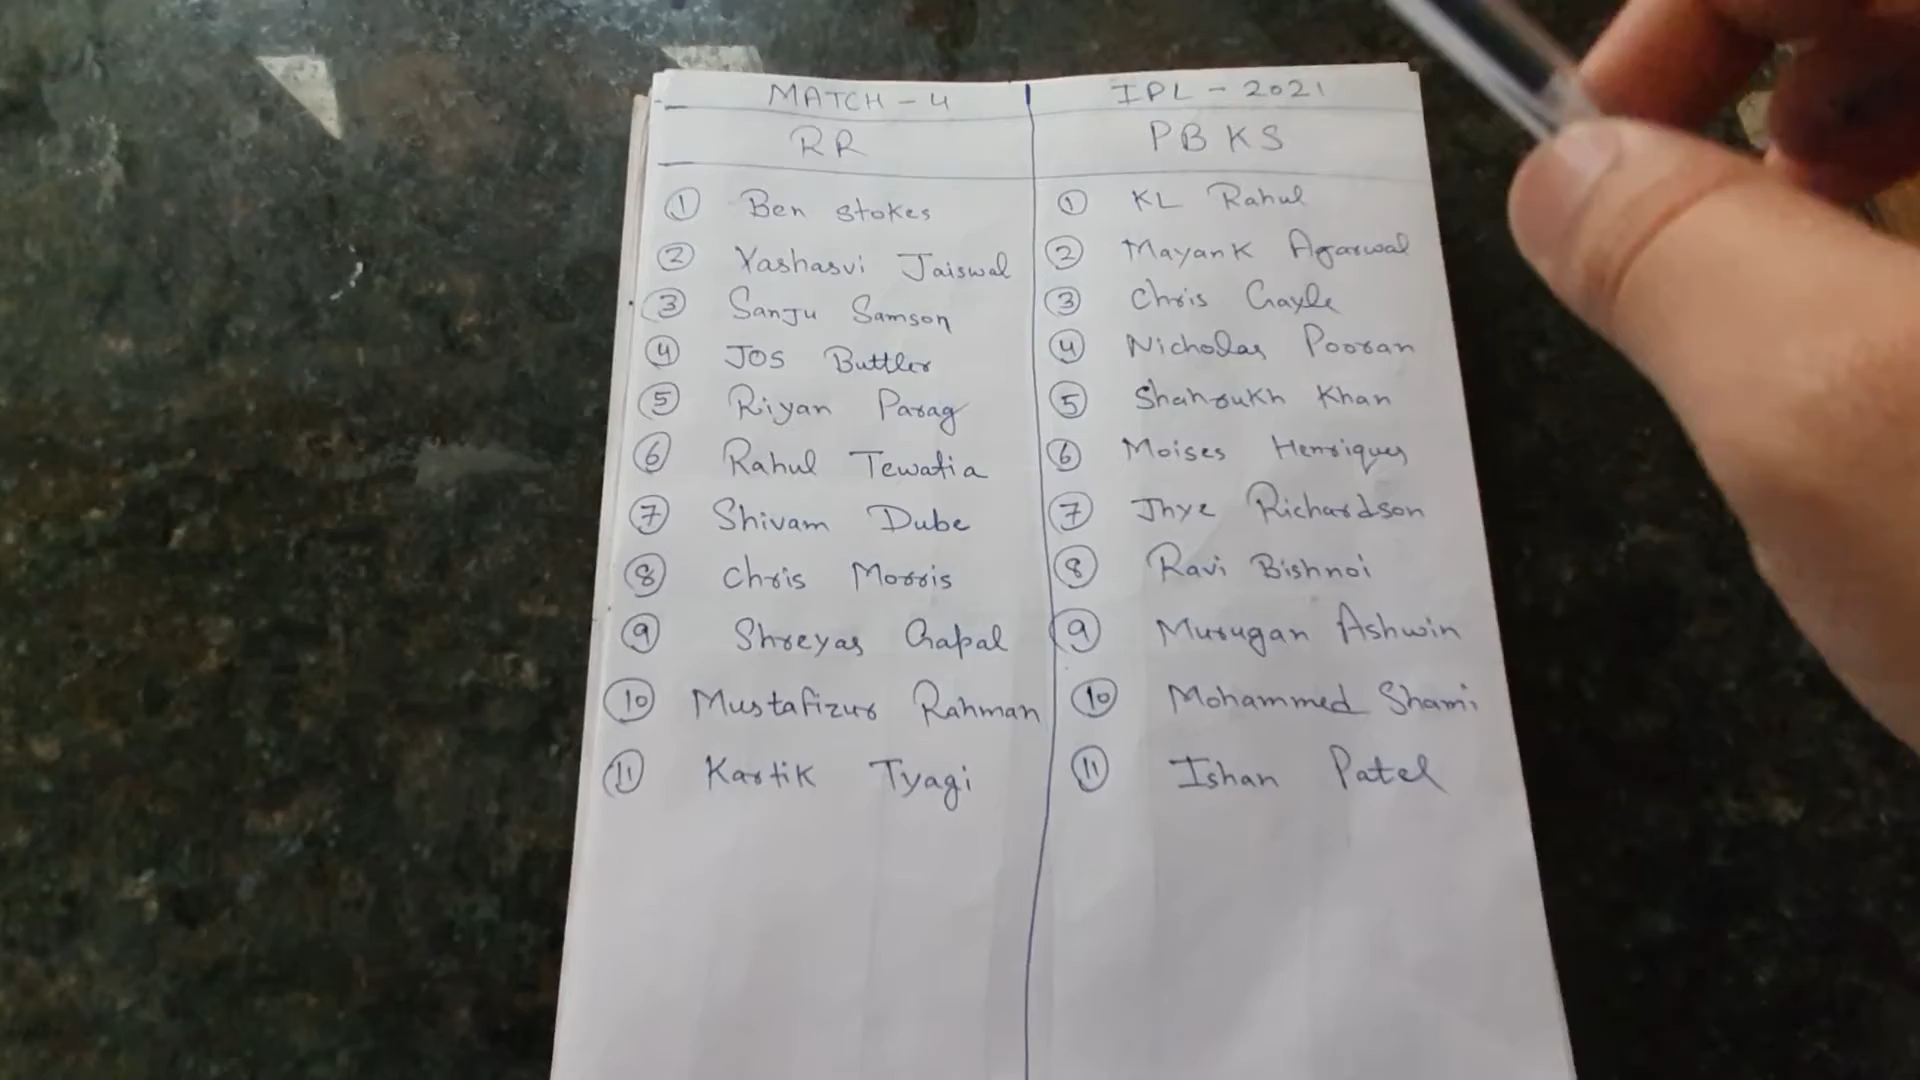 MATCH - 4
IPL - 2021
RR
PBKS
1 Ben Stokes
2 Yashasvi Jaiswal
3 Sanju Samson
4 JOS Buttler
5 Riyan Parag
6 Rahul Tewatia
7 Shivam Dube
8 Chris Morris
9 Shreyas Gapal
10 Mustafizur Rahman
11 Kartik Tyagi
1 KL Rahul
2 Mayank Agarwal
3 Chris Gayle
4 Nicholas Pooran
5 Shahrukh Khan
6 Moises Henriques
7 Jhye Richardson
8 Ravi Bishnoi
9 Murugan Ashwin
10 Mohammed Shami
11 Ishan Patel